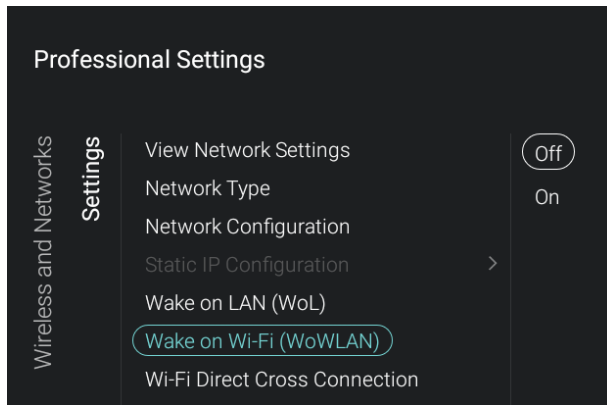 Professional Settings
Wireless and Networks
Settings
View Network Settings
Network Type
Network Configuration
Static IP Configuration
Wake on LAN (WoL)
Wake on Wi-Fi (WoWLAN)
Wi-Fi Direct Cross Connection
Off
On